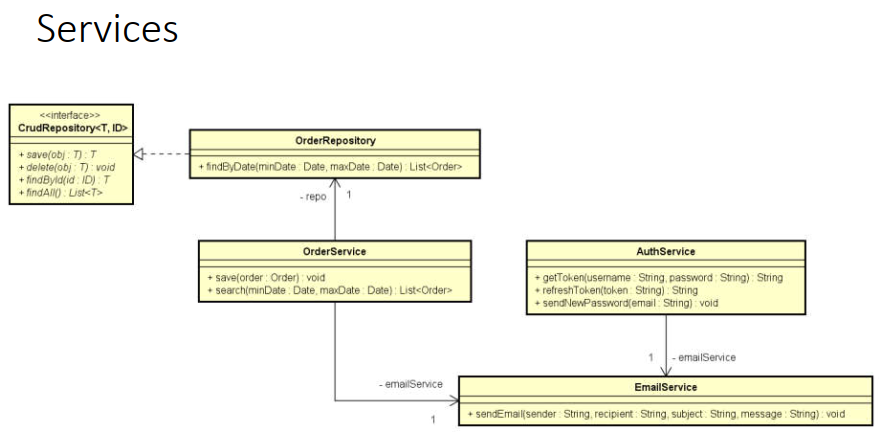 Services
<<interface>>
CrudRepository<T, ID>
+ save(obj : T) : T
+ delete(obj : T) : void
+ findById(id : ID) : T
+ findAll() : List<T>
OrderRepository
+ findByDate(minDate : Date, maxDate : Date) : List<Order>
- repo
1
OrderService
+ save(order : Order) : void
+ search(minDate : Date, maxDate : Date) : List<Order>
AuthService
+ getToken(username : String, password : String) : String
+ refreshToken(token : String) : String
+ sendNewPassword(email : String) : void
1
- emailService
- emailService
1
EmailService
+ sendEmail(sender : String, recipient : String, subject : String, message : String) : void